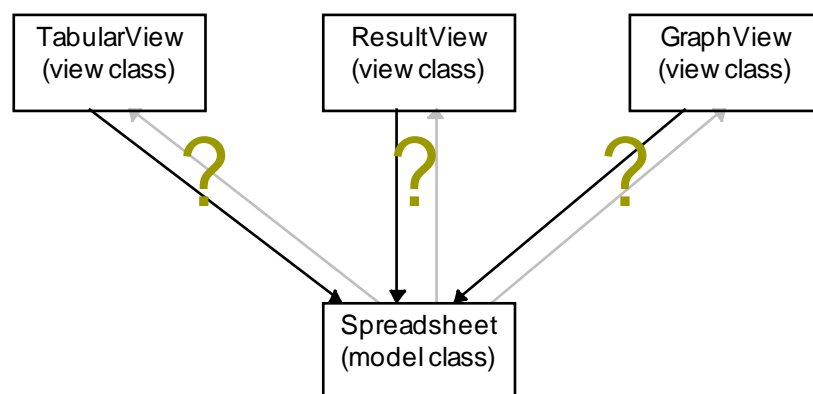 TabularView
(view class)
ResultView
(view class)
GraphView
(view class)
? ? ?
Spreadsheet
(model class)